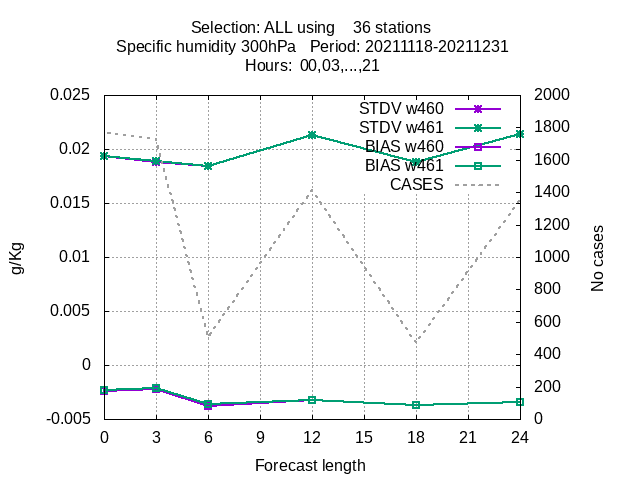 Selection: ALL using    36 stations
Specific humidity 300hPa   Period: 20211118-20211231
Hours:  00,03,...,21
STDV w460
STDV w461
BIAS w460
BIAS w461
CASES
0.025
0.02
0.015
0.01
0.005
0
-0.005
g/Kg
2000
1800
1600
1400
1200
1000
800
600
400
200
0
No cases
0 3 6 9 12 15 18 21 24
Forecast length